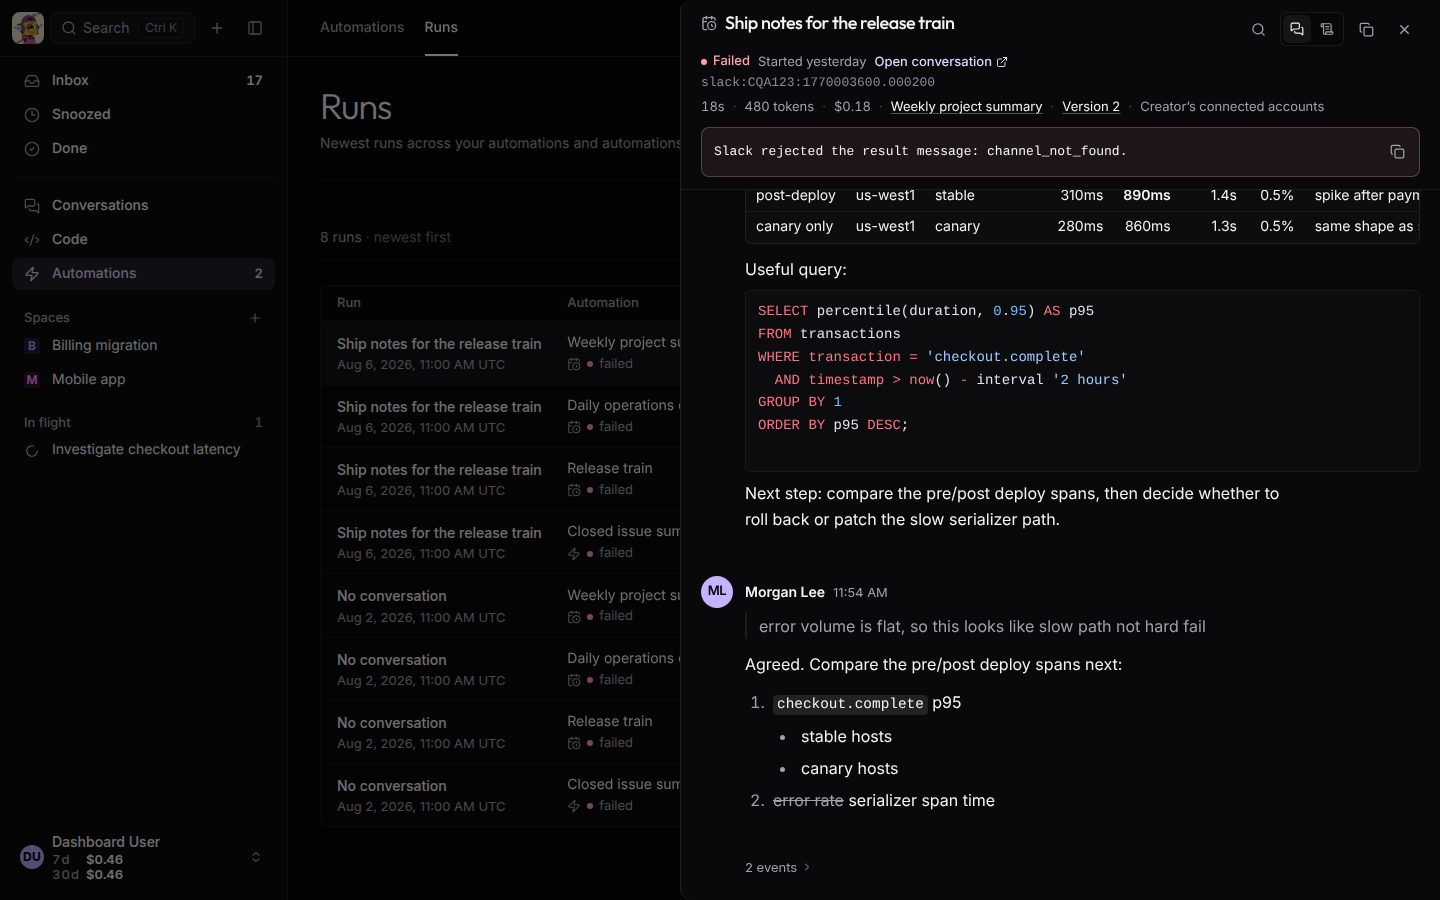 Search Ctrl K
Inbox 17
Snoozed
Done
Conversations
Code
Automations 2
Spaces
B Billing migration
M Mobile app
In flight 1
Investigate checkout latency
DU Dashboard User
7d $0.46
30d $0.46
Automations Runs
Runs
Newest runs across your automations and automations
8 runs · newest first
Run Automation
Ship notes for the release train Weekly project su
Aug 6, 2026, 11:00 AM UTC failed
Ship notes for the release train Daily operations
Aug 6, 2026, 11:00 AM UTC failed
Ship notes for the release train Release train
Aug 6, 2026, 11:00 AM UTC failed
Ship notes for the release train Closed issue sum
Aug 6, 2026, 11:00 AM UTC failed
No conversation Weekly project su
Aug 2, 2026, 11:00 AM UTC failed
No conversation Daily operations
Aug 2, 2026, 11:00 AM UTC failed
No conversation Release train
Aug 2, 2026, 11:00 AM UTC failed
No conversation Closed issue sum
Aug 2, 2026, 11:00 AM UTC failed
Ship notes for the release train
Failed Started yesterday Open conversation
slack:CQA123:1770003600.000200
18s · 480 tokens · $0.18 · Weekly project summary · Version 2 · Creator's connected accounts
Slack rejected the result message: channel_not_found.
post-deploy us-west1 stable 310ms 890ms 1.4s 0.5% spike after paym
canary only us-west1 canary 280ms 860ms 1.3s 0.5% same shape as
Useful query:
SELECT percentile(duration, 0.95) AS p95
FROM transactions
WHERE transaction = 'checkout.complete'
AND timestamp > now() - interval '2 hours'
GROUP BY 1
ORDER BY p95 DESC;
Next step: compare the pre/post deploy spans, then decide whether to
roll back or patch the slow serializer path.
ML Morgan Lee 11:54 AM
error volume is flat, so this looks like slow path not hard fail
Agreed. Compare the pre/post deploy spans next:
1. checkout.complete p95
• stable hosts
• canary hosts
2. error rate serializer span time
2 events